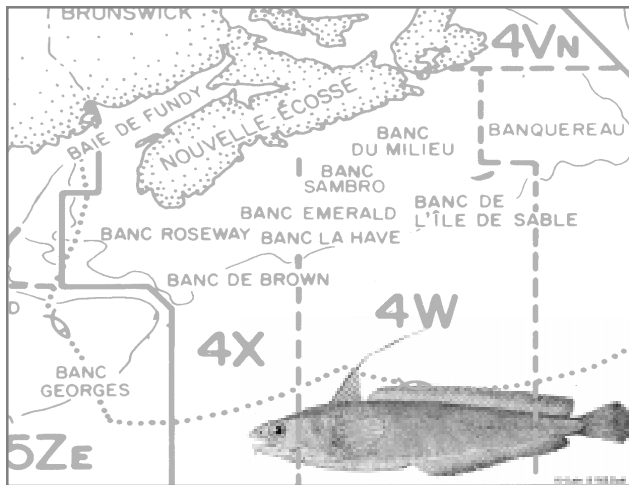 BRUNSWICK
4VN
BAIE DE FUNDY
NOUVELLE-ÉCOSSE
BANC
DU MILIEU
BANQUEREAU
BANC
SAMBRO
BANC DE
L'ÎLE DE SABLE
BANC EMERALD
BANC ROSEWAY
BANC LA HAVE
BANC DE BROWN
D
4X
4W
BANC
GEORGES
5ZE